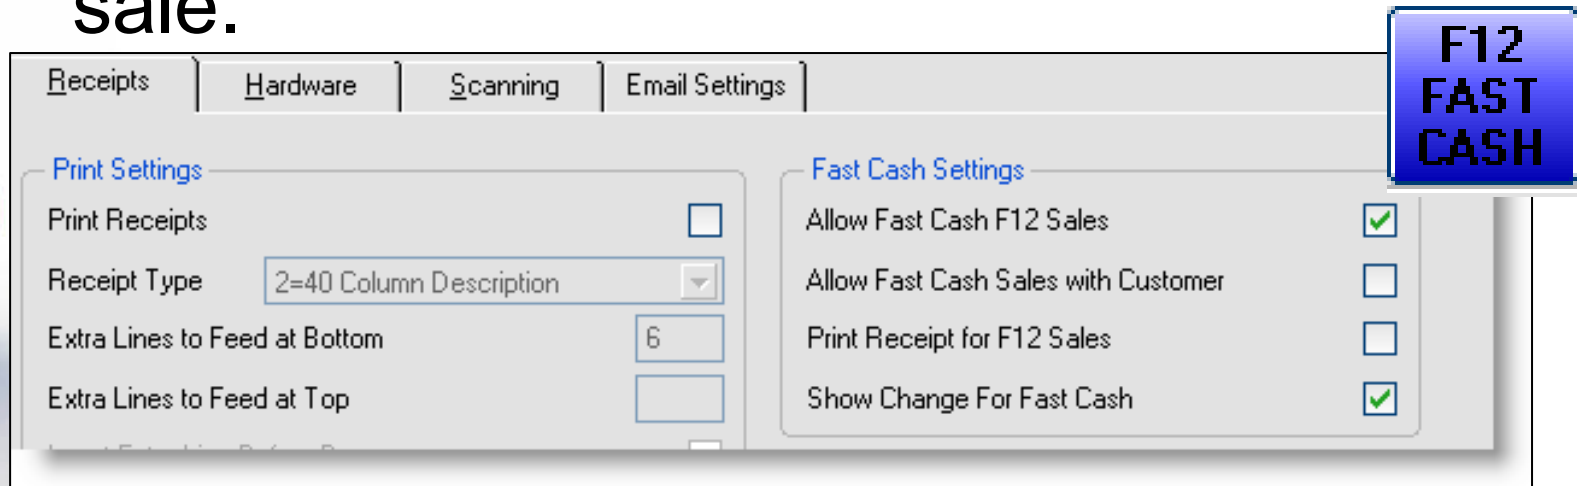 sale.
F12
FAST
CASH
Receipts Hardware Scanning Email Settings
Print Settings
Print Receipts
Receipt Type 2=40 Column Description
Extra Lines to Feed at Bottom 6
Extra Lines to Feed at Top
Fast Cash Settings
Allow Fast Cash F12 Sales
Allow Fast Cash Sales with Customer
Print Receipt for F12 Sales
Show Change For Fast Cash